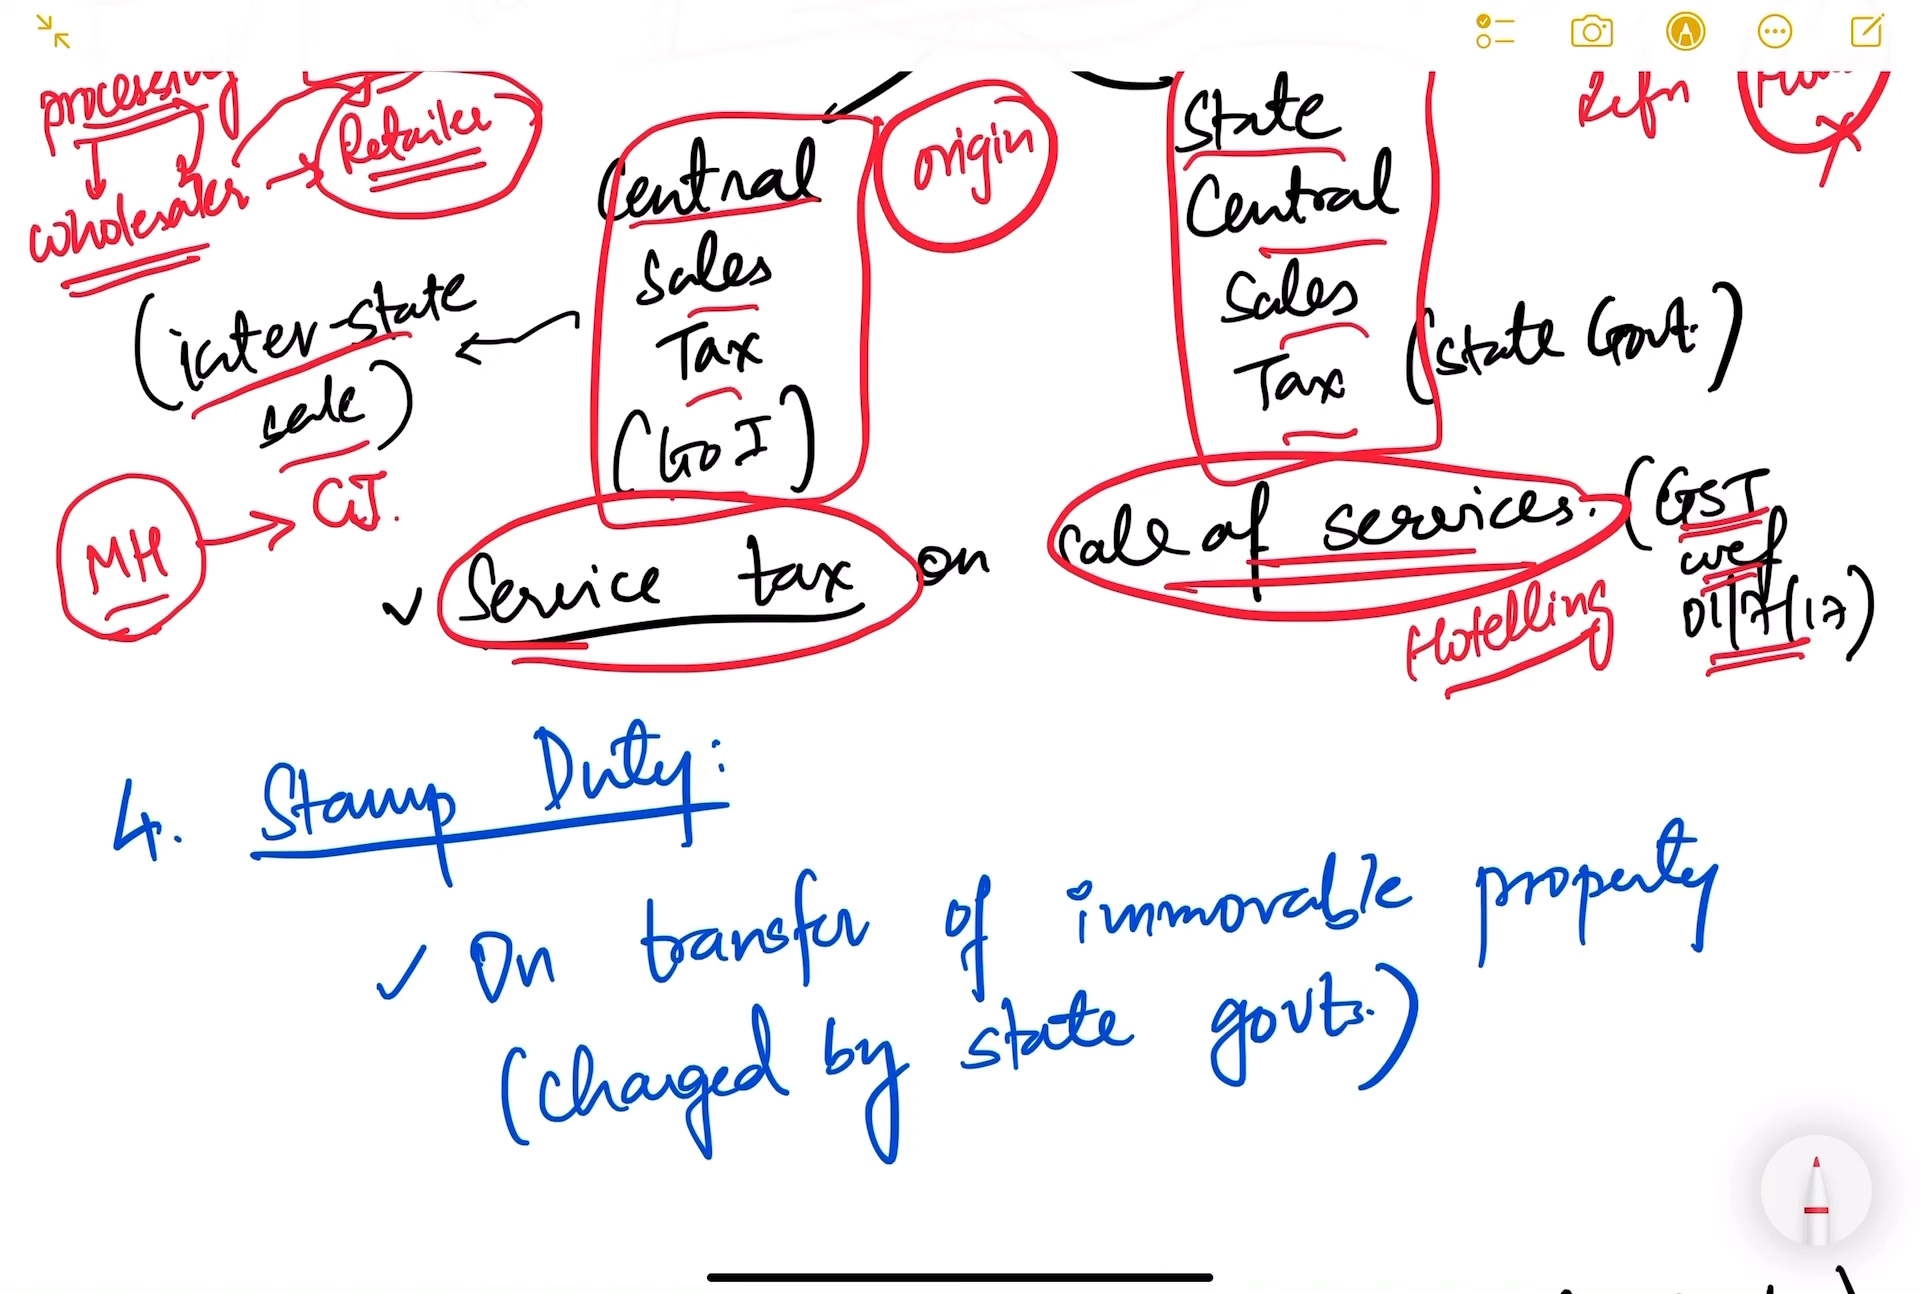 processing
Retailer
wholesaler
Central
Sales
Tax
(GoI)
origin
State
Central
Sales
Tax
(State Govt.)
Refn
(inter-state
sale)
MH
GJ.
Service tax on
Sale of services.
(GST
wef
01/7/17)
Hotelling
4. Stamp Duty:
On transfer of immovable property
(charged by state govts.)